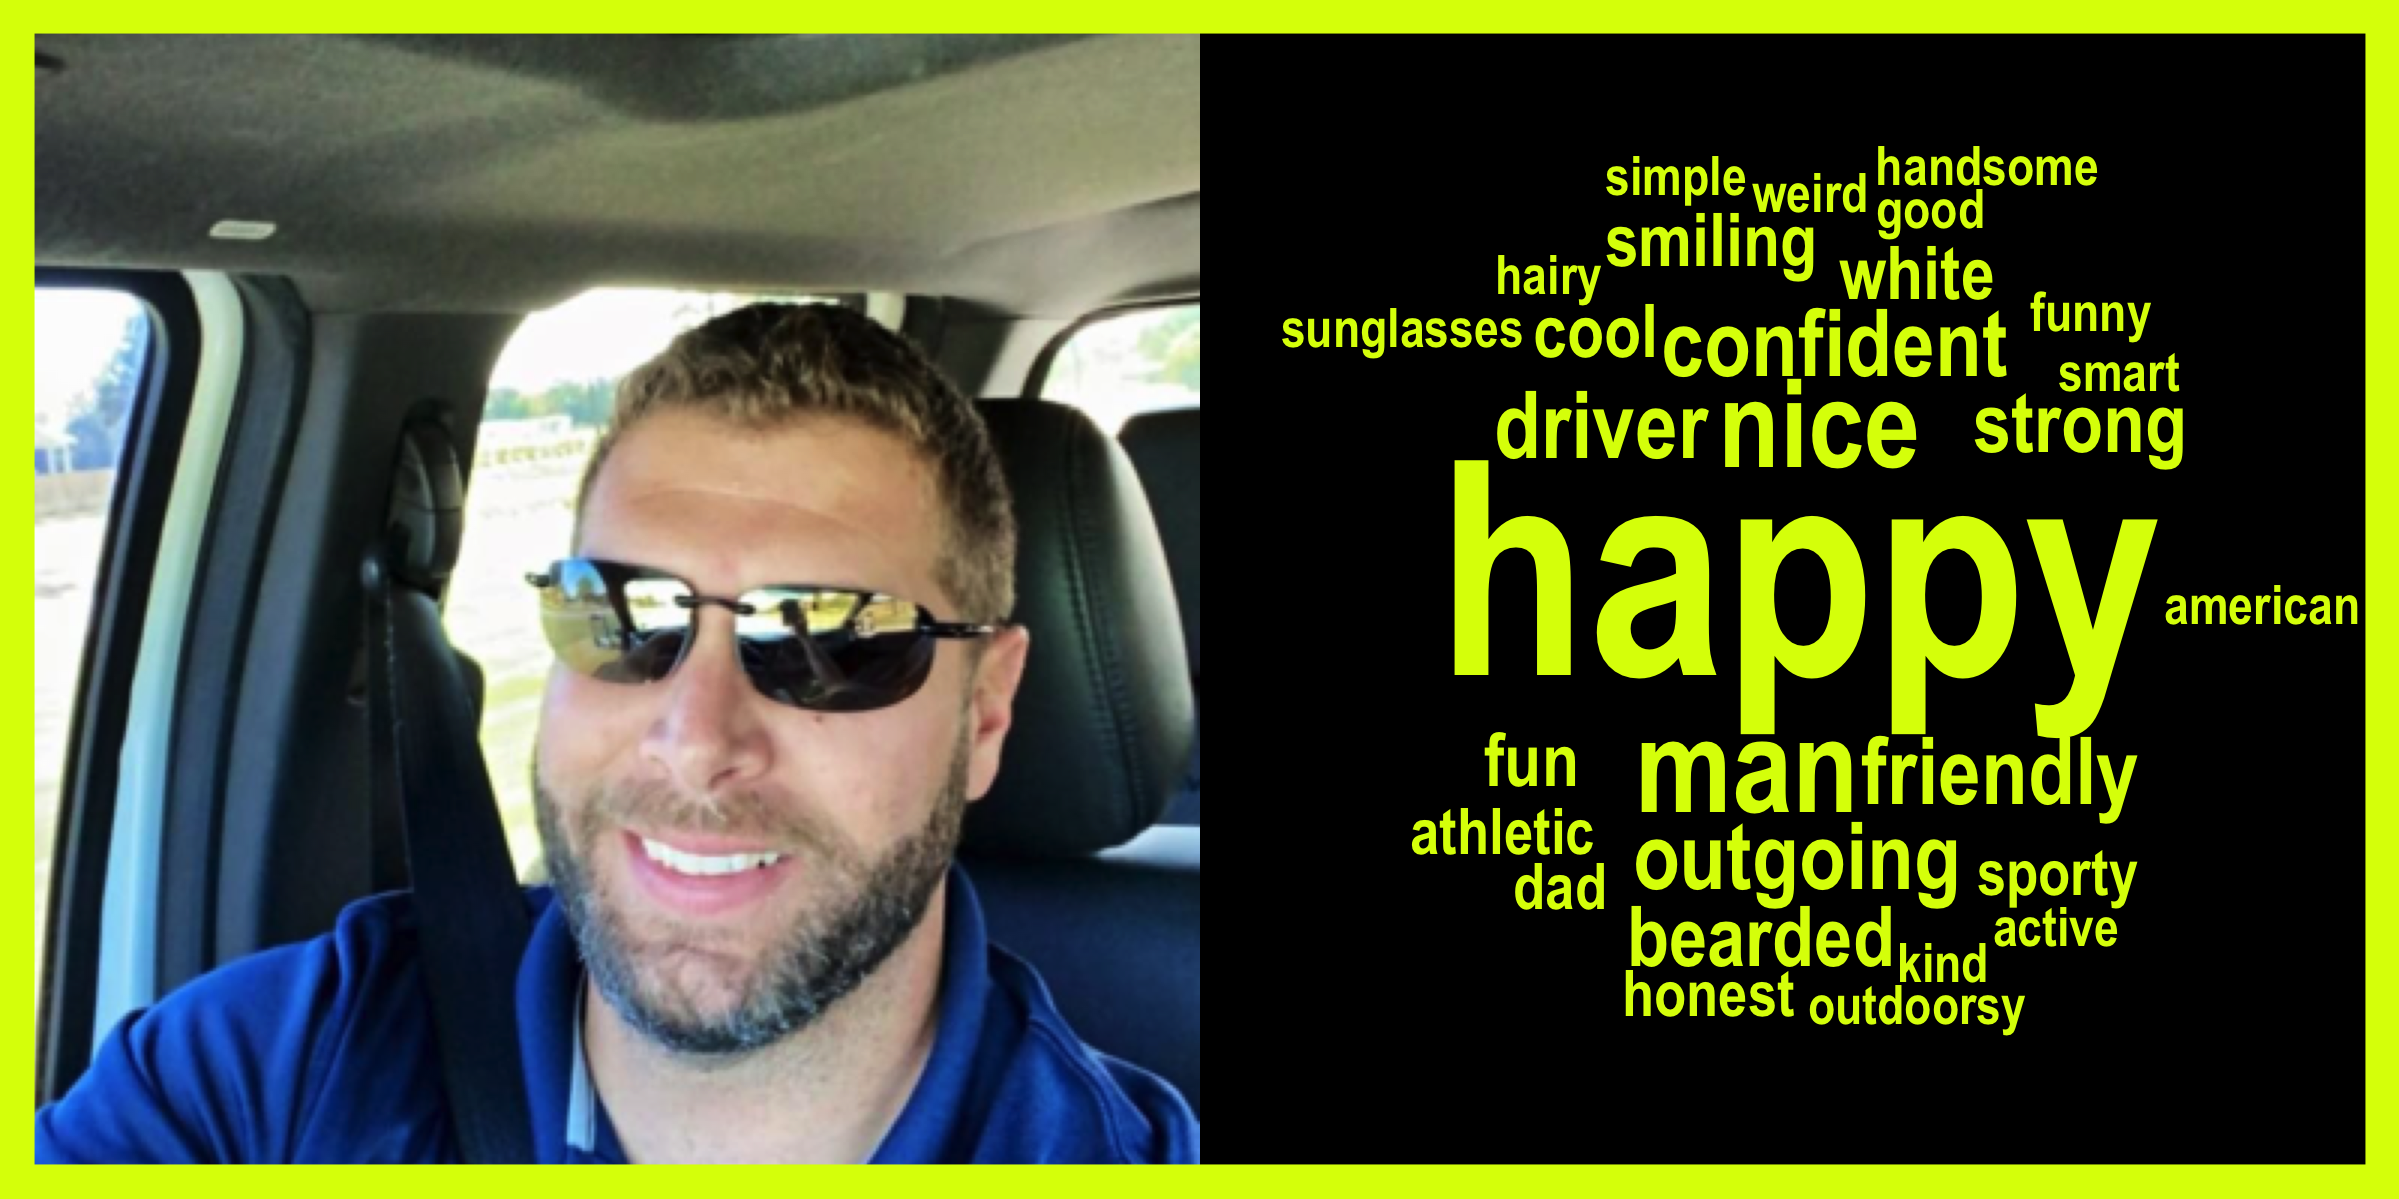 simple weird handsome
good
smiling
hairy white
sunglasses cool confident funny
smart
driver nice strong
happy
american
fun man friendly
athletic
dad outgoing sporty
bearded kind active
honest outdoorsy